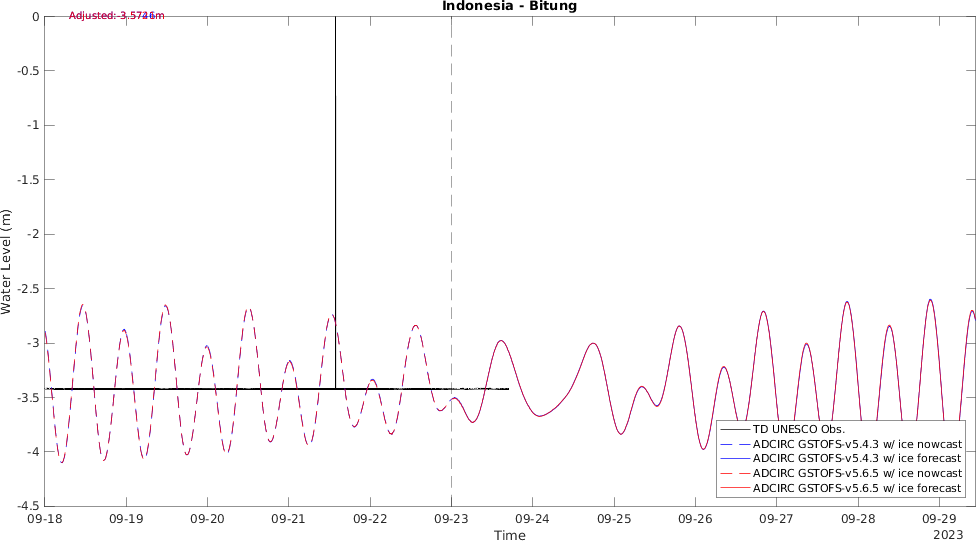 Indonesia - Bitung
Adjusted:-3.5746m
0
-0.5
-1
-1.5
-2
-2.5
-3
-3.5
-4
-4.5
Water Level (m)
TD UNESCO Obs.
ADCIRC GSTOFS-v5.4.3 w/ ice nowcast
ADCIRC GSTOFS-v5.4.3 w/ ice forecast
ADCIRC GSTOFS-v5.6.5 w/ ice nowcast
ADCIRC GSTOFS-v5.6.5 w/ ice forecast
09-18 09-19 09-20 09-21 09-22 09-23 09-24 09-25 09-26 09-27 09-28 09-29
Time
2023